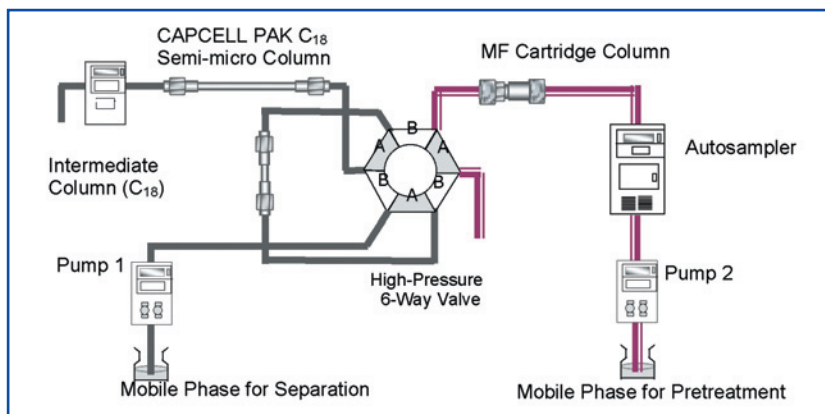 CAPCELL PAK C18
Semi-micro Column
MF Cartridge Column
B
A
A
B
B
A
Autosampler
Intermediate
Column (C18)
Pump 1
High-Pressure
6-Way Valve
Pump 2
Mobile Phase for Separation
Mobile Phase for Pretreatment